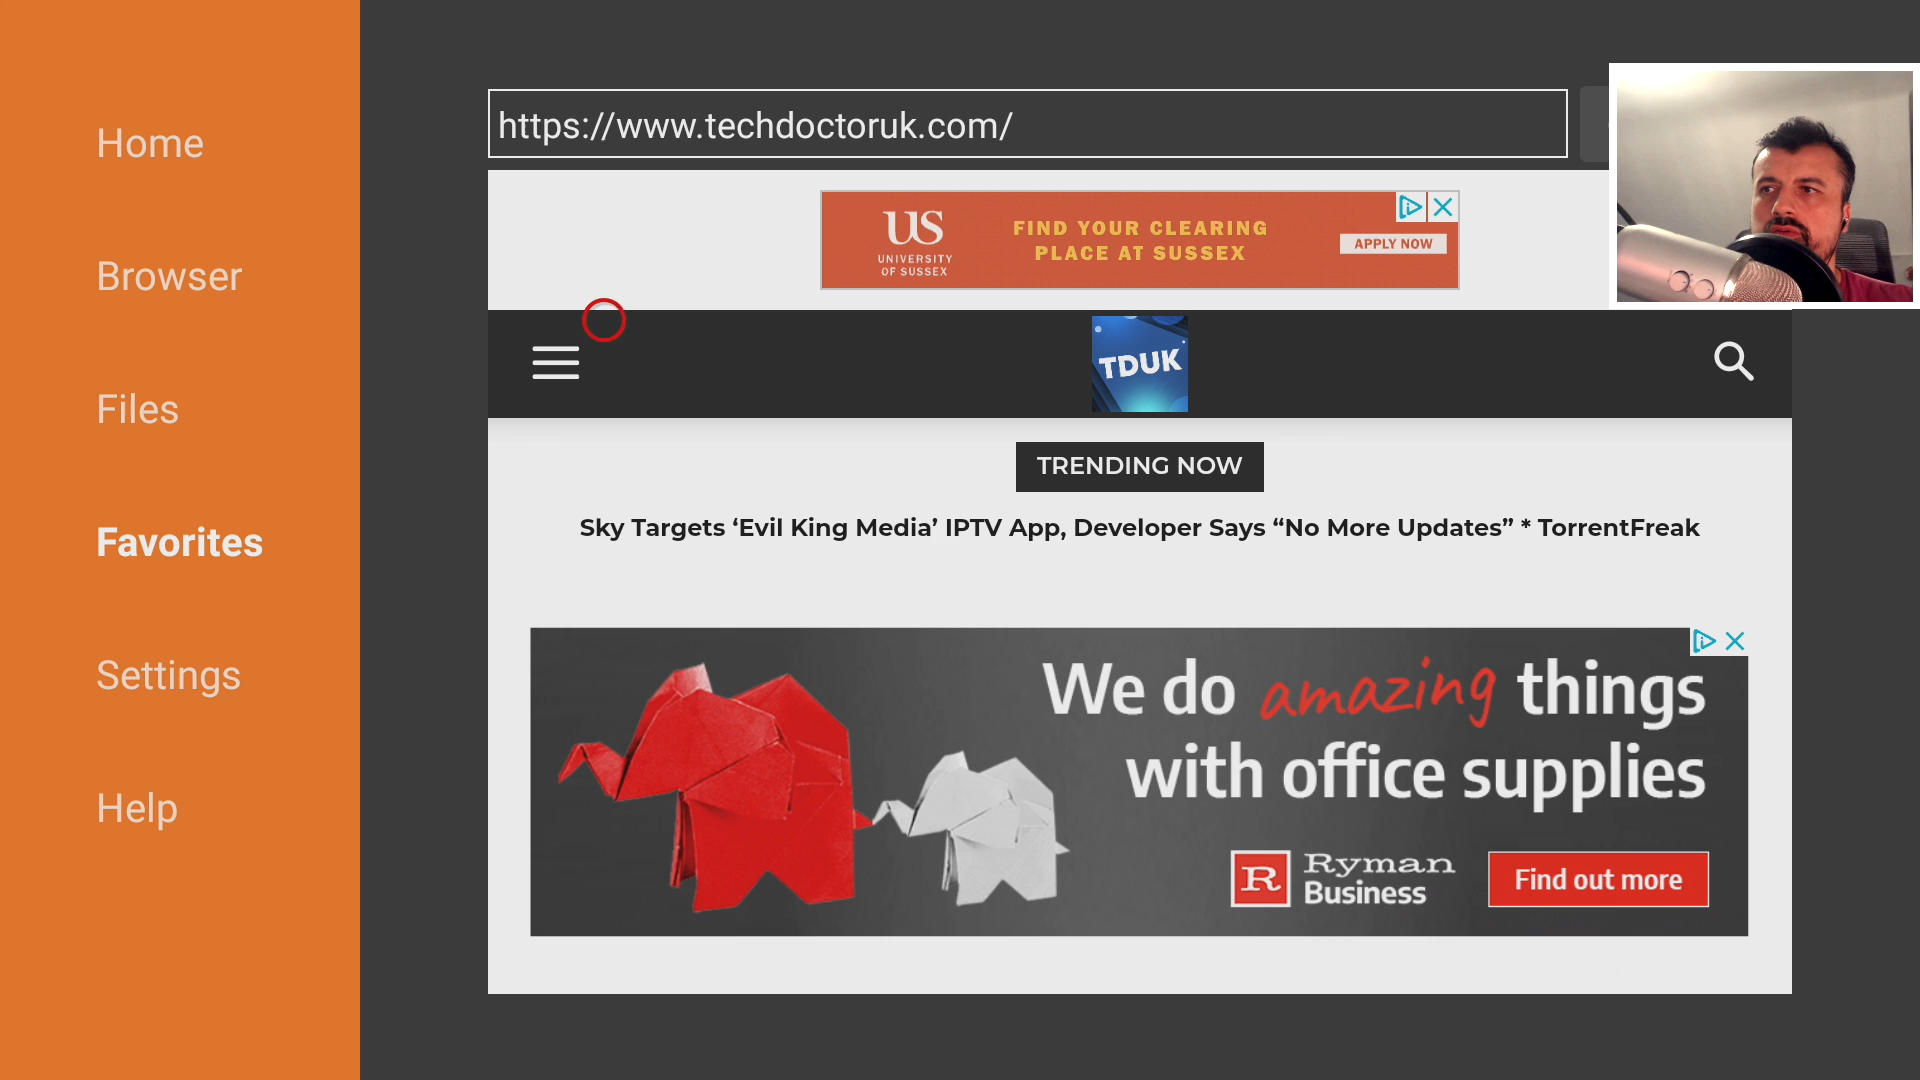 Home
Browser
Files
Favorites
Settings
Help
https://www.techdoctoruk.com/
US
UNIVERSITY
OF SUSSEX
FIND YOUR CLEARING
PLACE AT SUSSEX
APPLY NOW
TDUK
TRENDING NOW
Sky Targets ‘Evil King Media’ IPTV App, Developer Says “No More Updates” * TorrentFreak
We do amazing things
with office supplies
R
Ryman
Business
Find out more